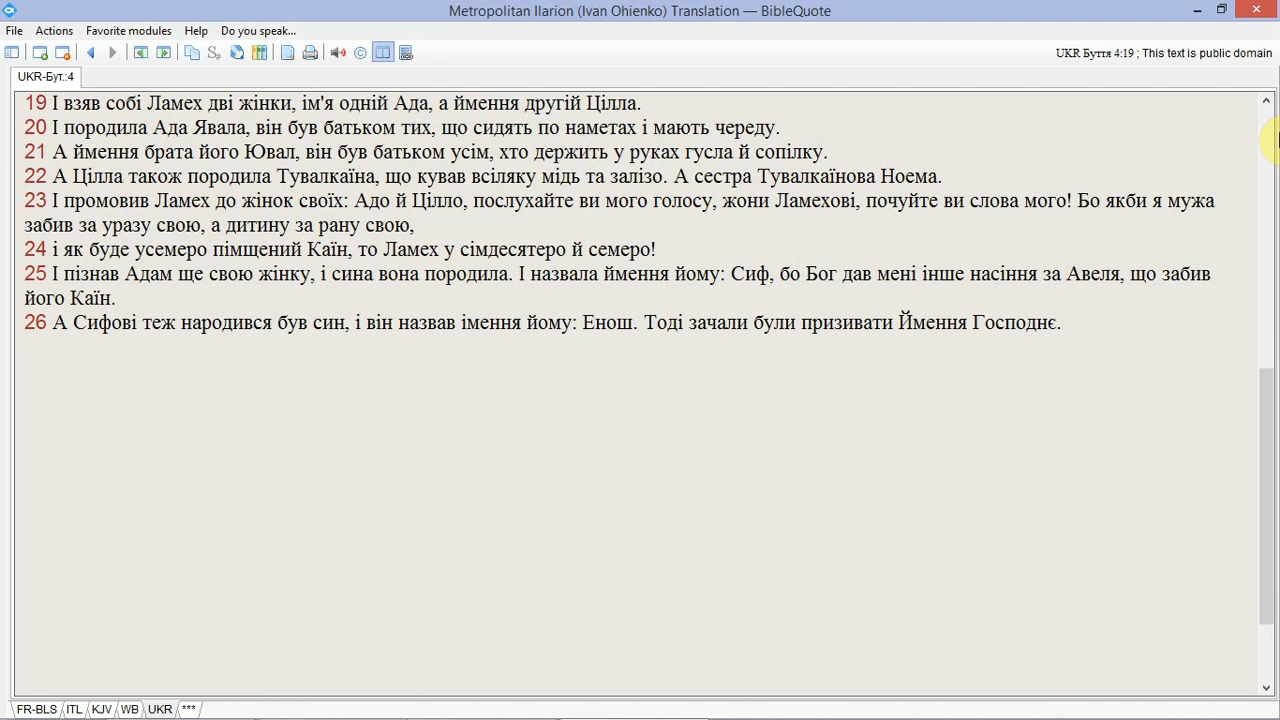 Metropolitan Ilarion (Ivan Ohienko) Translation — BibleQuote
File Actions Favorite modules Help Do you speak...
UKR Буття 4:19 ; This text is public domain
UKR-Бут.:4
19 І взяв собі Ламех дві жінки, ім'я одній Ада, а ймення другій Цілла.
20 І породила Ада Явала, він був батьком тих, що сидять по наметах і мають череду.
21 А ймення брата його Ювал, він був батьком усім, хто держить у руках гусла й сопілку.
22 А Цілла також породила Тувалкаїна, що кував всіляку мідь та залізо. А сестра Тувалкаїнова Ноема.
23 І промовив Ламех до жінок своїх: Адо й Цілло, послухайте ви мого голосу, жони Ламехові, почуйте ви слова мого! Бо якби я мужа
забив за уразу свою, а дитину за рану свою,
24 і як буде усемеро пімщений Каїн, то Ламех у сімдесятеро й семеро!
25 І пізнав Адам ще свою жінку, і сина вона породила. І назвала ймення йому: Сиф, бо Бог дав мені інше насіння за Авеля, що забив
його Каїн.
26 А Сифові теж народився був син, і він назвав імення йому: Енош. Тоді зачали були призивати Ймення Господнє.
FR-BLS ITL KJV WB UKR ***